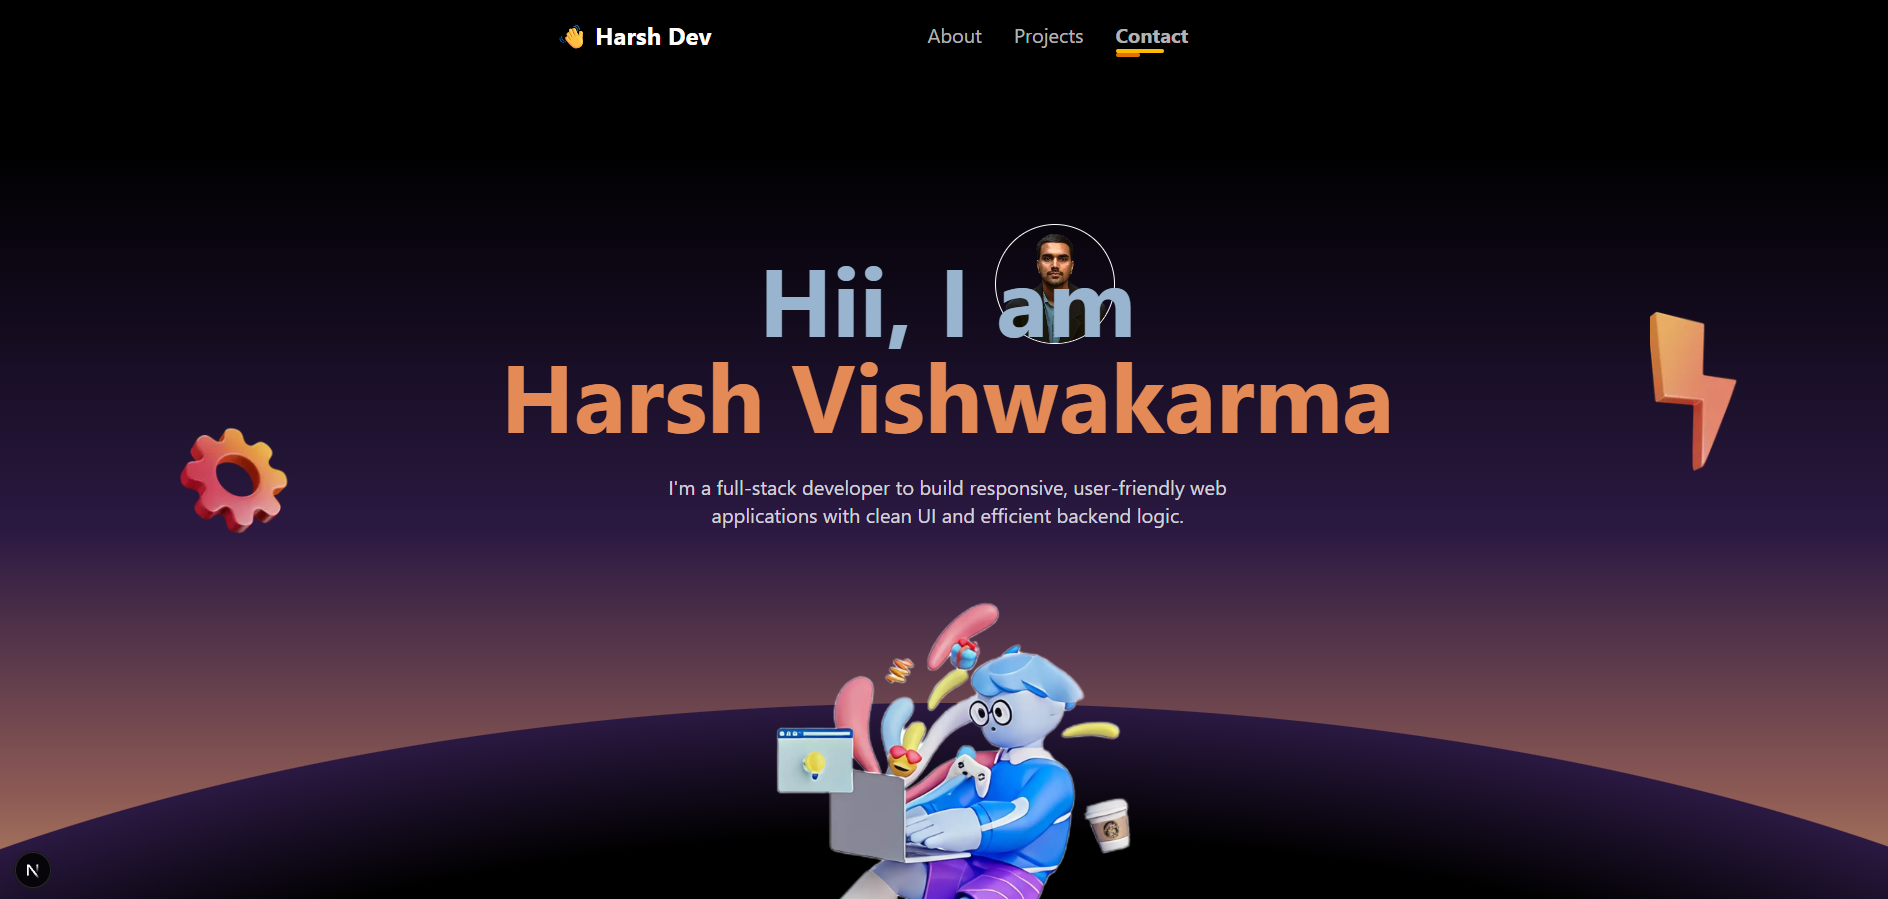 Harsh Dev
About Projects Contact
Hii, I am
Harsh Vishwakarma
I'm a full-stack developer to build responsive, user-friendly web
applications with clean UI and efficient backend logic.
N